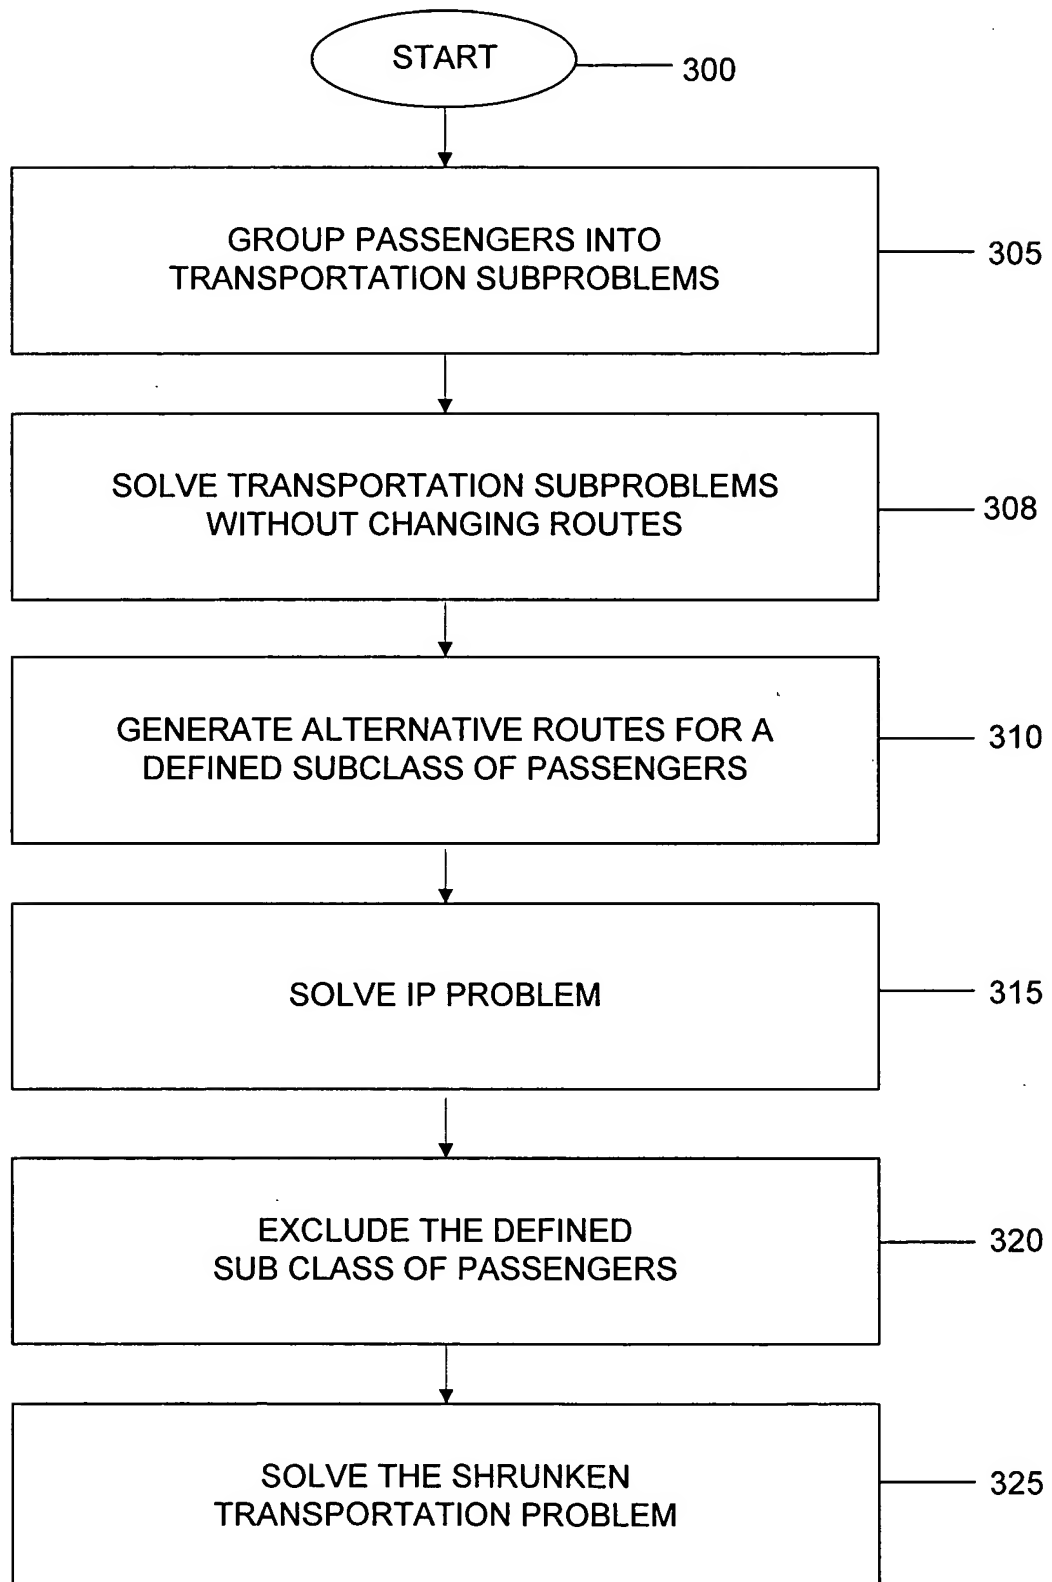 START
300
GROUP PASSENGERS INTO
TRANSPORTATION SUBPROBLEMS
305
SOLVE TRANSPORTATION SUBPROBLEMS
WITHOUT CHANGING ROUTES
308
GENERATE ALTERNATIVE ROUTES FOR A
DEFINED SUBCLASS OF PASSENGERS
310
SOLVE IP PROBLEM
315
EXCLUDE THE DEFINED
SUB CLASS OF PASSENGERS
320
SOLVE THE SHRUNKEN
TRANSPORTATION PROBLEM
325